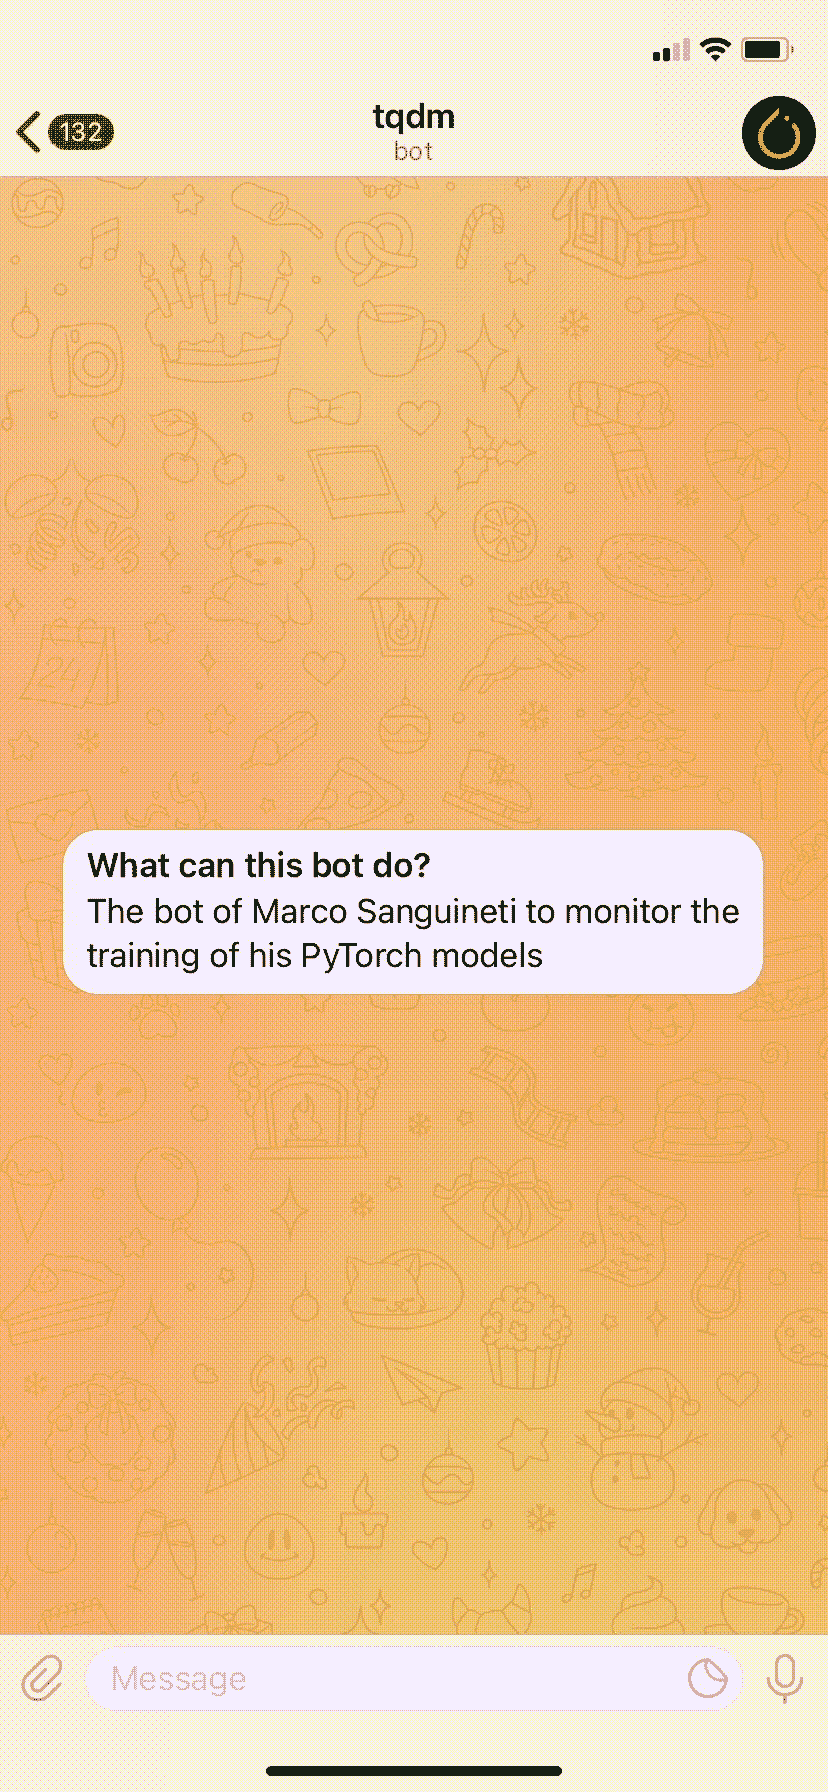 132
tqdm
bot
24
What can this bot do?
The bot of Marco Sanguineti to monitor the
training of his PyTorch models
Message